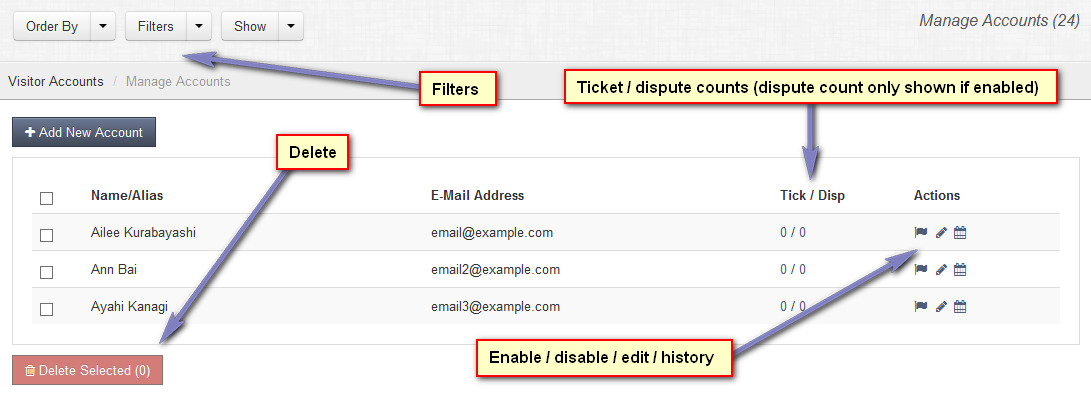 Order By Filters Show Manage Accounts (24)
Visitor Accounts / Manage Accounts
Filters
Ticket / dispute counts (dispute count only shown if enabled)
+ Add New Account
Delete
Name/Alias E-Mail Address Tick / Disp Actions
Ailee Kurabayashi email@example.com 0 / 0
Ann Bai email2@example.com 0 / 0
Ayahi Kanagi email3@example.com 0 / 0
Enable / disable / edit / history
Delete Selected (0)